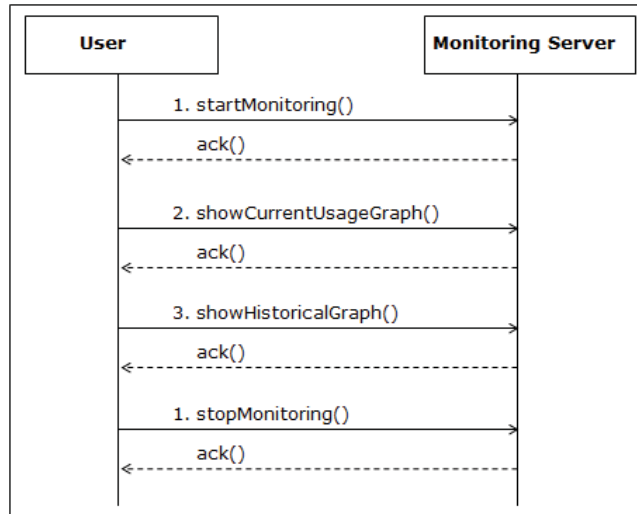 User
Monitoring Server
1. startMonitoring()
ack()
2. showCurrentUsageGraph()
ack()
3. showHistoricalGraph()
ack()
1. stopMonitoring()
ack()